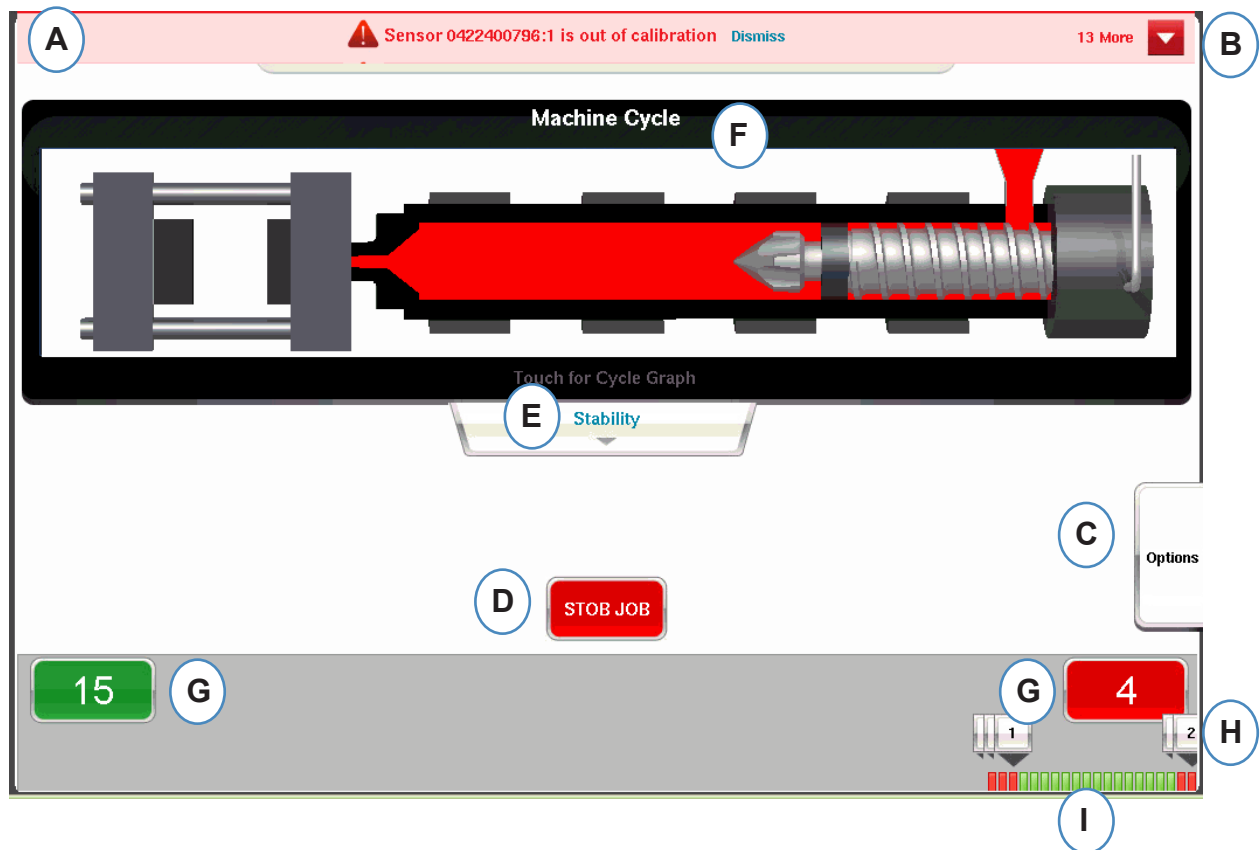 A
Sensor 0422400796:1 is out of calibration Dismiss
13 More
B
Machine Cycle
F
Touch for Cycle Graph
E
Stability
C
Options
D
STOB JOB
15
G
G
4
1
2
H
I